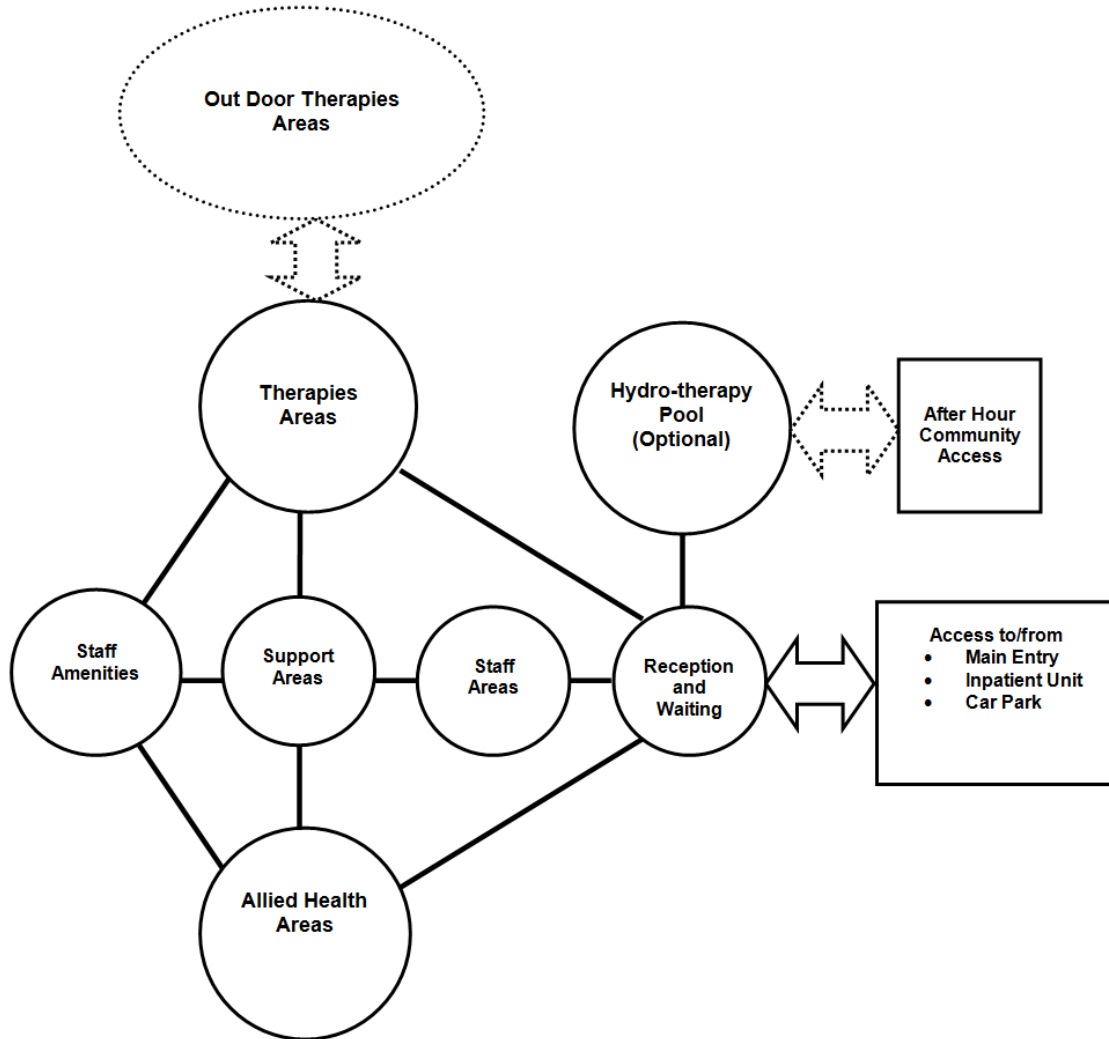 Out Door Therapies
Areas
Therapies
Areas
Hydro-therapy
Pool
(Optional)
After Hour
Community
Access
Staff
Amenities
Support
Areas
Staff
Areas
Reception
and
Waiting
Access to/from
• Main Entry
• Inpatient Unit
• Car Park
Allied Health
Areas